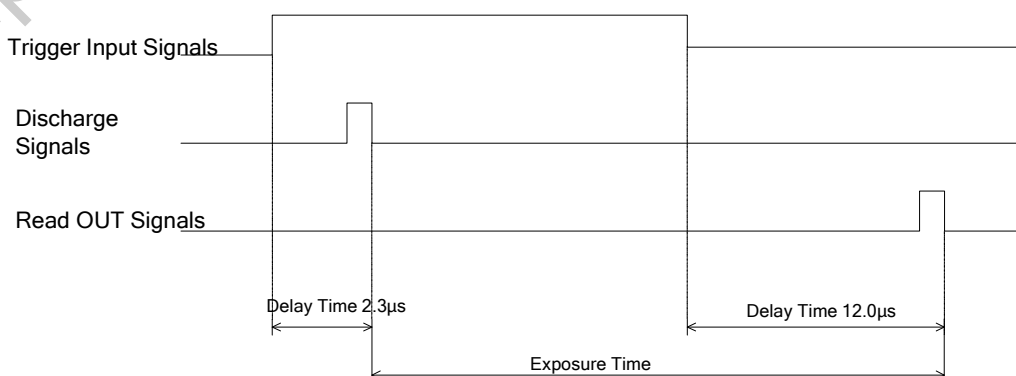 Trigger Input Signals
Discharge
Signals
Read OUT Signals
Delay Time 2.3µs
Delay Time 12.0µs
Exposure Time